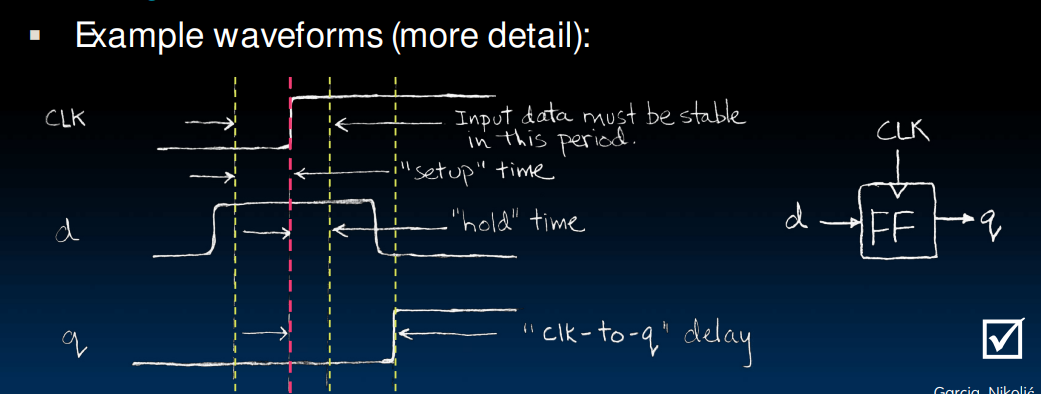 ▪ Example waveforms (more detail):
CLK
Input data must be stable
in this period.
"setup" time
d
"hold" time
q
"clk-to-q" delay
CLK
d
FF
q
Garcia, Nikolić